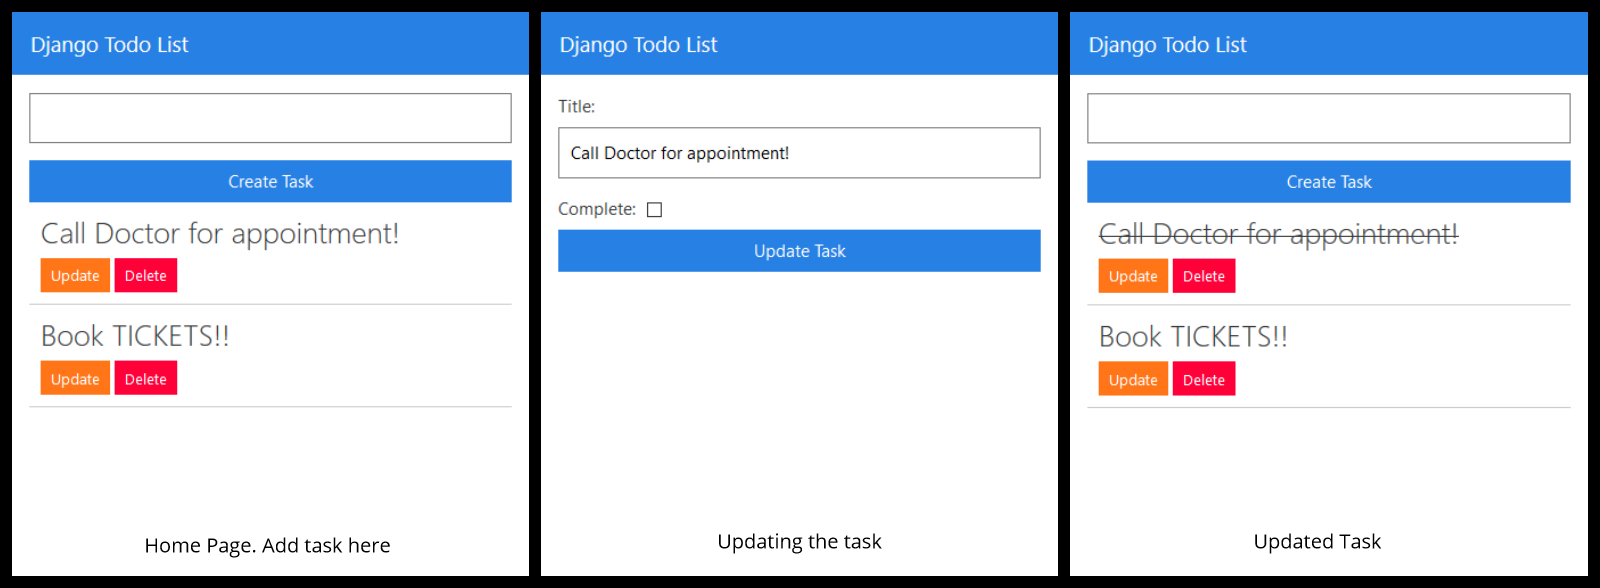 Django Todo List
Create Task
Call Doctor for appointment!
Update Delete
Book TICKETS!!
Update Delete
Home Page. Add task here
Django Todo List
Title:
Call Doctor for appointment!
Complete:
Update Task
Updating the task
Django Todo List
Create Task
Call Doctor for appointment!
Update Delete
Book TICKETS!!
Update Delete
Updated Task